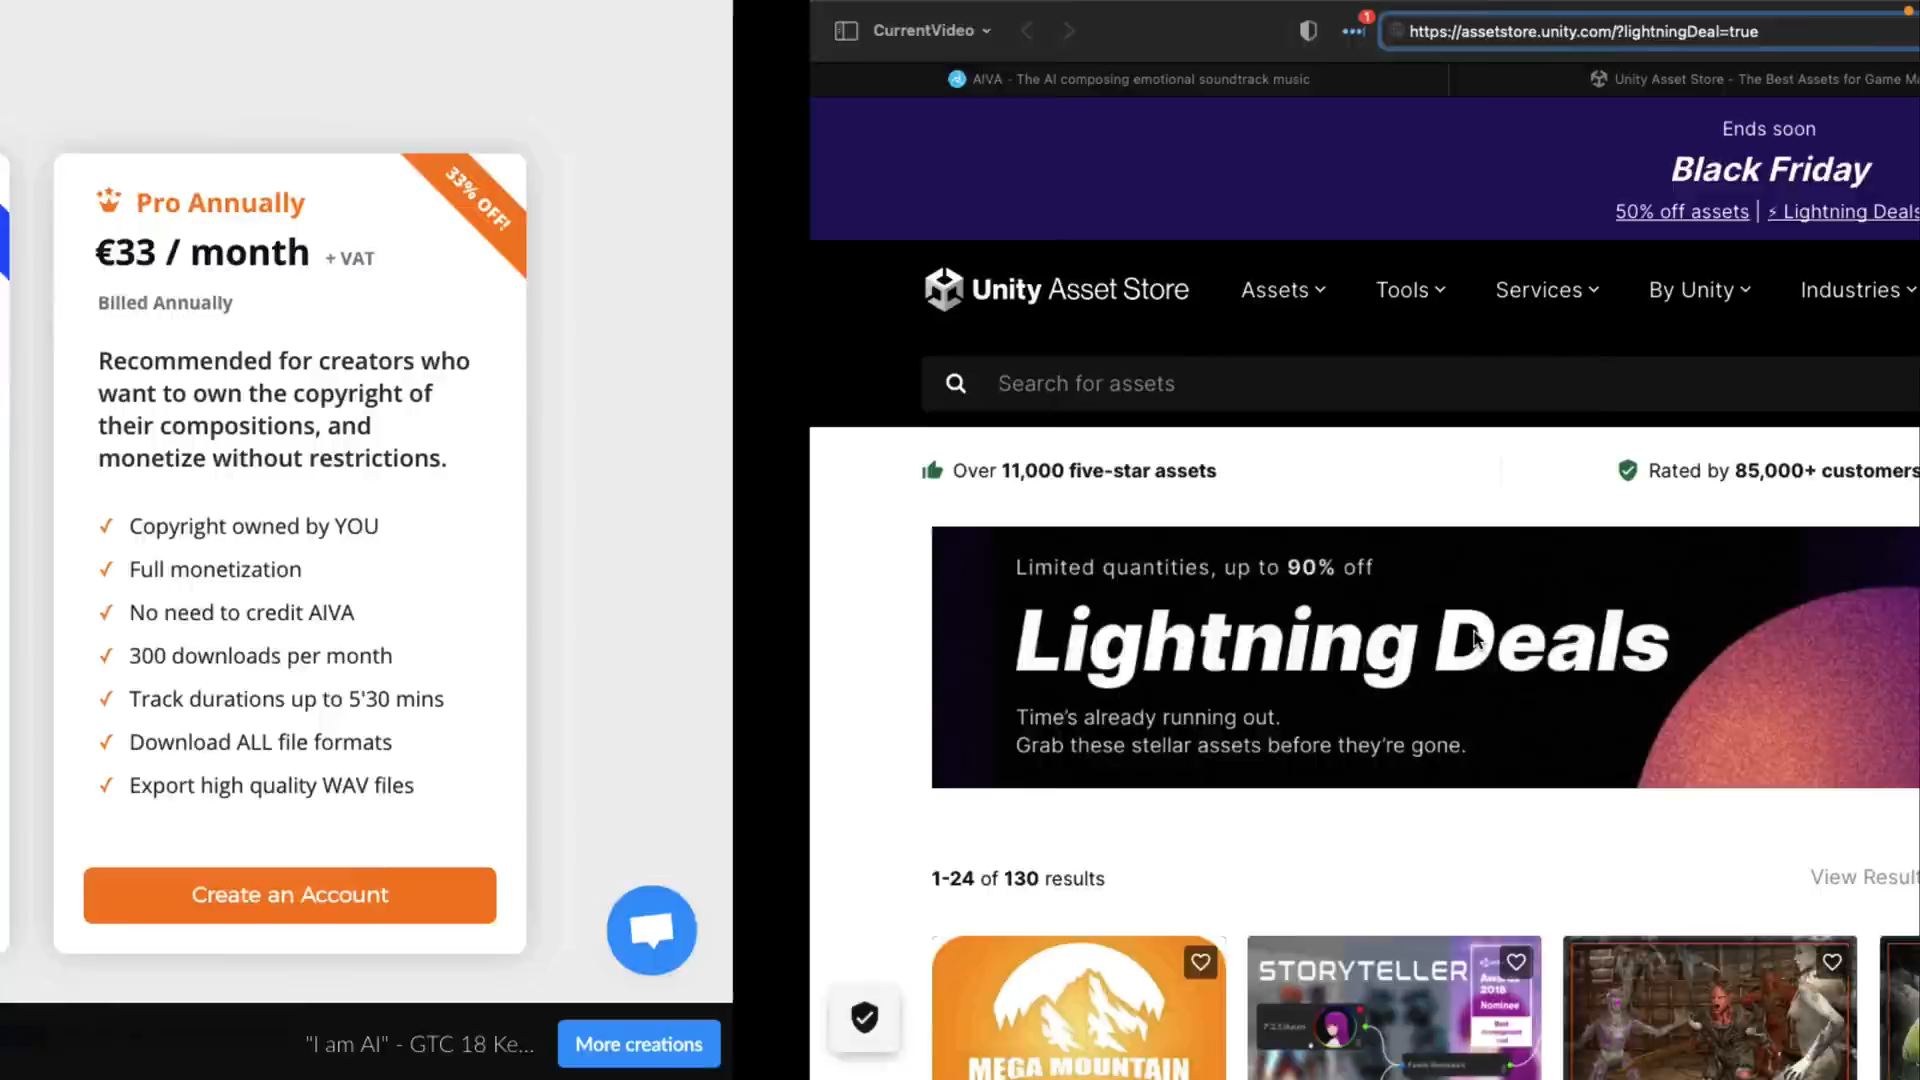 33% OFF!
Pro Annually
€33 / month + VAT
Billed Annually
Recommended for creators who
want to own the copyright of
their compositions, and
monetize without restrictions.
✓ Copyright owned by YOU
✓ Full monetization
✓ No need to credit AIVA
✓ 300 downloads per month
✓ Track durations up to 5'30 mins
✓ Download ALL file formats
✓ Export high quality WAV files
Create an Account
"I am AI" - GTC 18 Ke...
More creations
CurrentVideo
1
https://assetstore.unity.com/?lightningDeal=true
AIVA - The AI composing emotional soundtrack music
Unity Asset Store - The Best Assets for Game Ma
Ends soon
Black Friday
50% off assets | ⚡ Lightning Deals
Unity Asset Store
Assets
Tools
Services
By Unity
Industries
Search for assets
Over 11,000 five-star assets
Rated by 85,000+ customers
Limited quantities, up to 90% off
Lightning Deals
Time's already running out.
Grab these stellar assets before they're gone.
1-24 of 130 results
View Result
MEGA MOUNTAIN
STORYTELLER
2018
Nominee